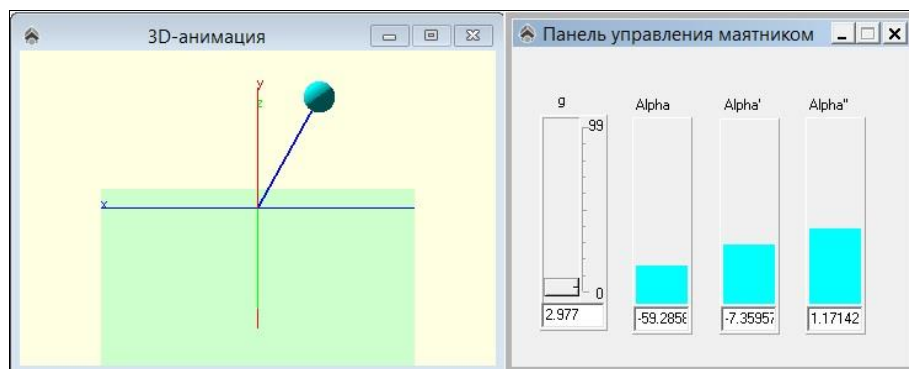 3D-анимация
y
z
x
Панель управления маятником
g
Alpha
Alpha'
Alpha''
99
0
2.977
-59.2858
-7.35957
1.17142